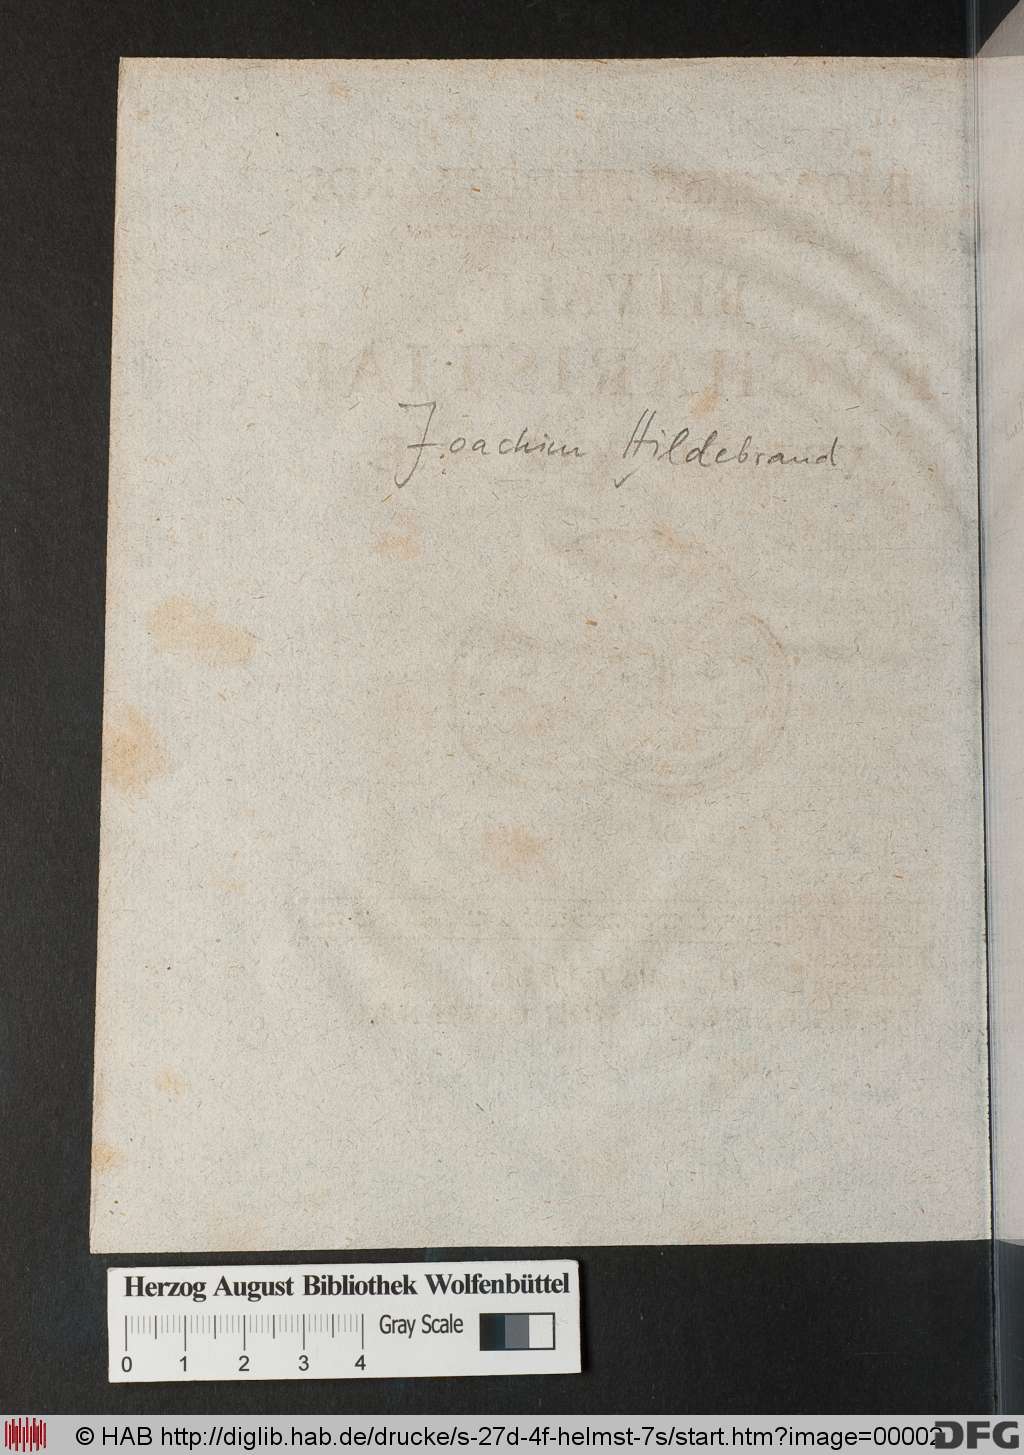 Joachim Hildebrand
Herzog August Bibliothek Wolfenbüttel
Gray Scale
0 1 2 3 4
© HAB http://diglib.hab.de/drucke/s-27d-4f-helmst-7s/start.htm?image=00002
DFG